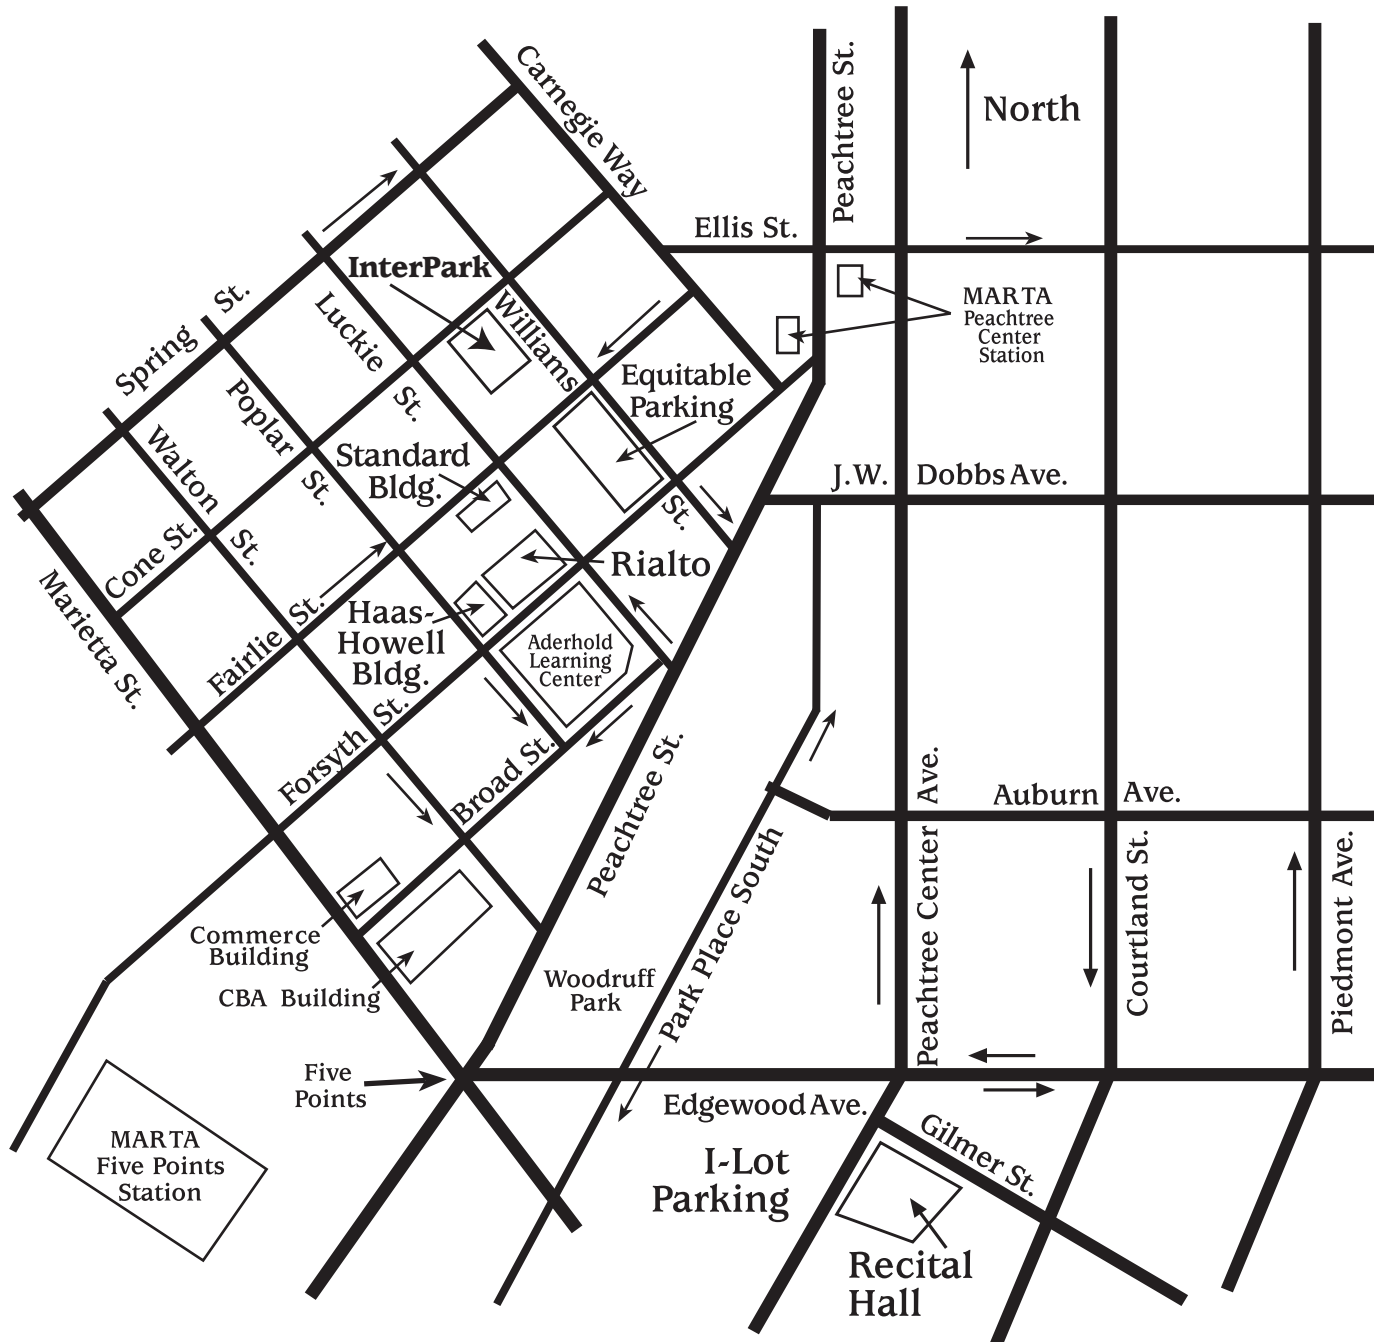 Carnegie Way
Peachtree St.
North
Ellis St.
InterPark
Spring St.
Luckie St.
Williams St.
MARTA
Peachtree
Center
Station
Equitable
Parking
Poplar St.
Walton St.
Standard
Bldg.
J.W. Dobbs Ave.
Cone St.
Rialto
Marietta St.
Fairlie St.
Haas-
Howell
Bldg.
Aderhold
Learning
Center
Forsyth St.
Broad St.
Peachtree St.
Auburn Ave.
Peachtree Center Ave.
Courtland St.
Piedmont Ave.
Park Place South
Commerce
Building
CBA Building
Woodruff
Park
Five
Points
Edgewood Ave.
Gilmer St.
MARTA
Five Points
Station
I-Lot
Parking
Recital
Hall